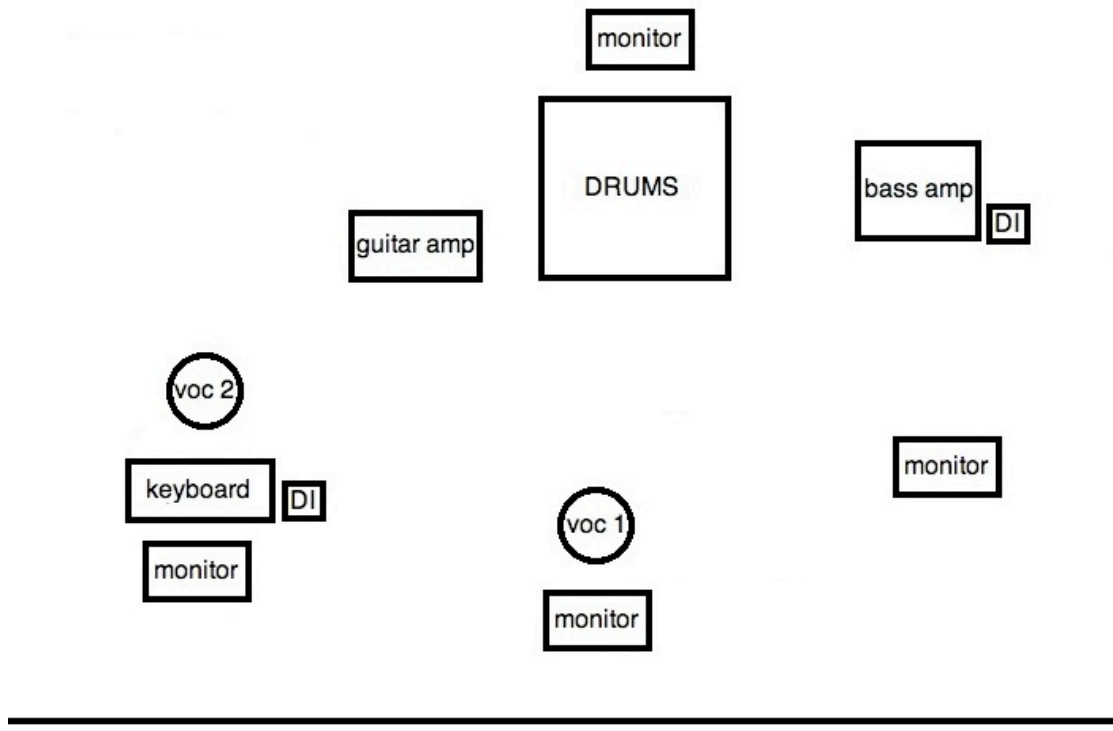 monitor
DRUMS
bass amp
DI
guitar amp
voc 2
keyboard
DI
monitor
voc 1
monitor
monitor